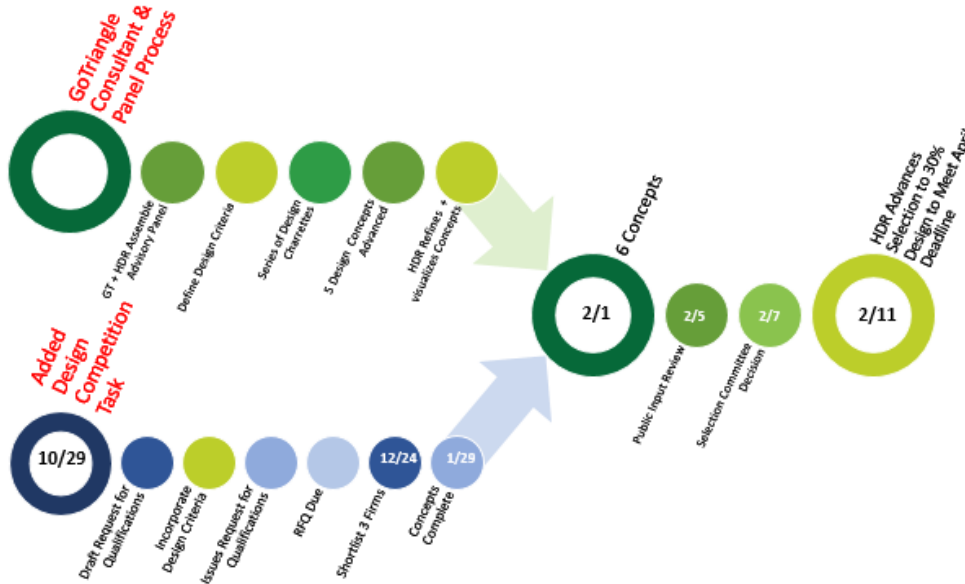 GoTriangle
Consultant &
Panel Process
GT + HDR Assemble
Advisory Panel
Define Design Criteria
Series of Design
Charrettes
5 Design Concepts
Advanced
HDR Refines +
visualizes Concepts
Added
Design
Competition
Task
10/29
Draft Request for
Qualifications
Incorporate
Design Criteria
Issues Request for
Qualifications
RFQ Due
12/24
Shortlist 3 Firms
1/29
Concepts
Complete
6 Concepts
2/1
2/5
Public Input Review
2/7
Selection Committee
Decision
HDR Advances
Selection to 30%
Design to Meet April
Deadline
2/11